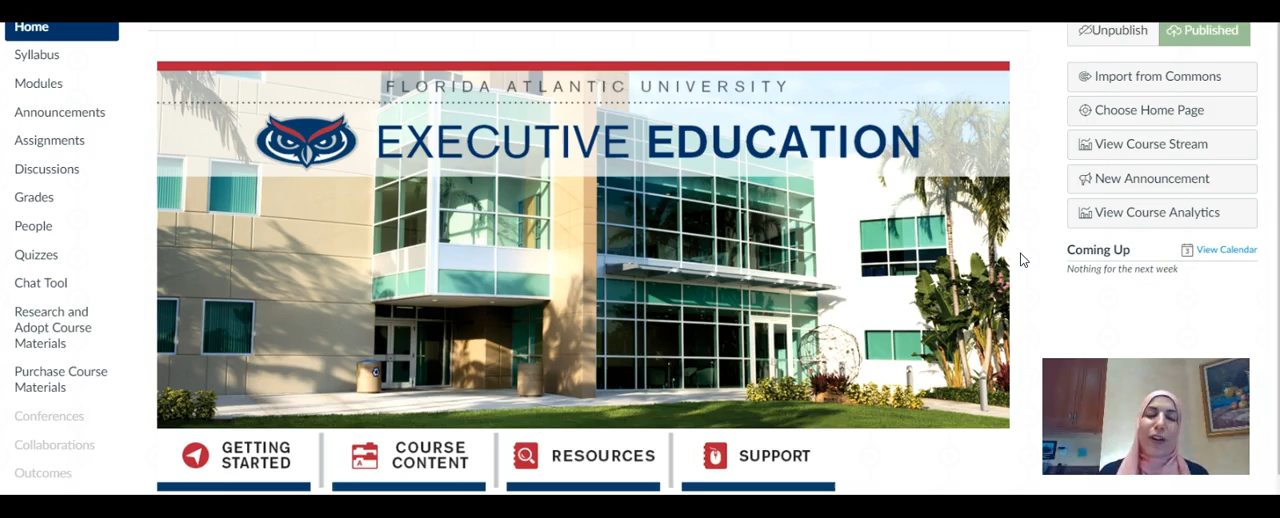 Home
Syllabus
Modules
Announcements
Assignments
Discussions
Grades
People
Quizzes
Chat Tool
Research and
Adopt Course
Materials
Purchase Course
Materials
Conferences
Collaborations
Outcomes
FLORIDA ATLANTIC UNIVERSITY
EXECUTIVE EDUCATION
GETTING
STARTED
COURSE
CONTENT
RESOURCES
SUPPORT
Unpublish
Published
Import from Commons
Choose Home Page
View Course Stream
New Announcement
View Course Analytics
Coming Up
View Calendar
Nothing for the next week